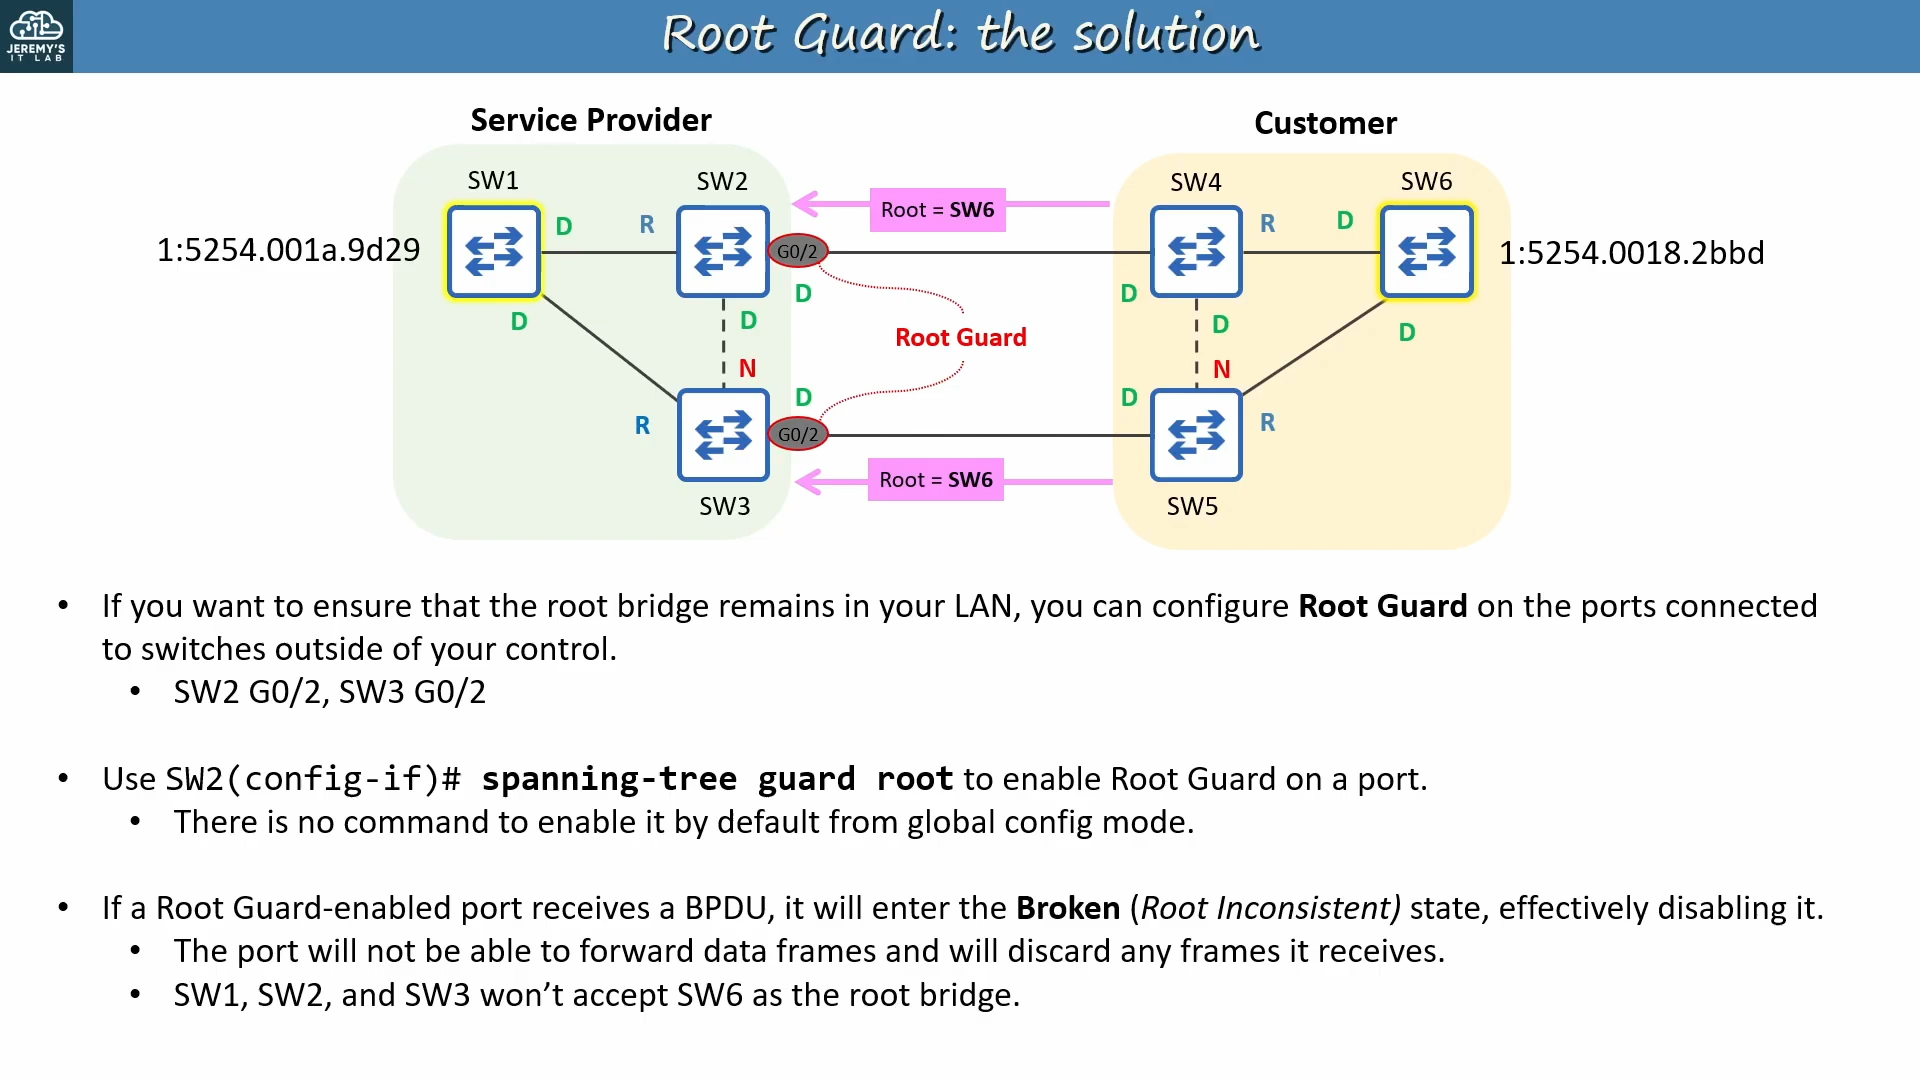 JEREMY'S
IT LAB
Root Guard: the solution
Service Provider
Customer
SW1
SW2
SW4
SW6
Root = SW6
D
R
R
D
1:5254.001a.9d29
G0/2
1:5254.0018.2bbd
D
D
D
D
D
D
D
Root Guard
N
N
D
D
R
R
G0/2
Root = SW6
SW3
SW5
• If you want to ensure that the root bridge remains in your LAN, you can configure Root Guard on the ports connected
to switches outside of your control.
• SW2 G0/2, SW3 G0/2
• Use SW2(config-if)# spanning-tree guard root to enable Root Guard on a port.
• There is no command to enable it by default from global config mode.
• If a Root Guard-enabled port receives a BPDU, it will enter the Broken (Root Inconsistent) state, effectively disabling it.
• The port will not be able to forward data frames and will discard any frames it receives.
• SW1, SW2, and SW3 won’t accept SW6 as the root bridge.